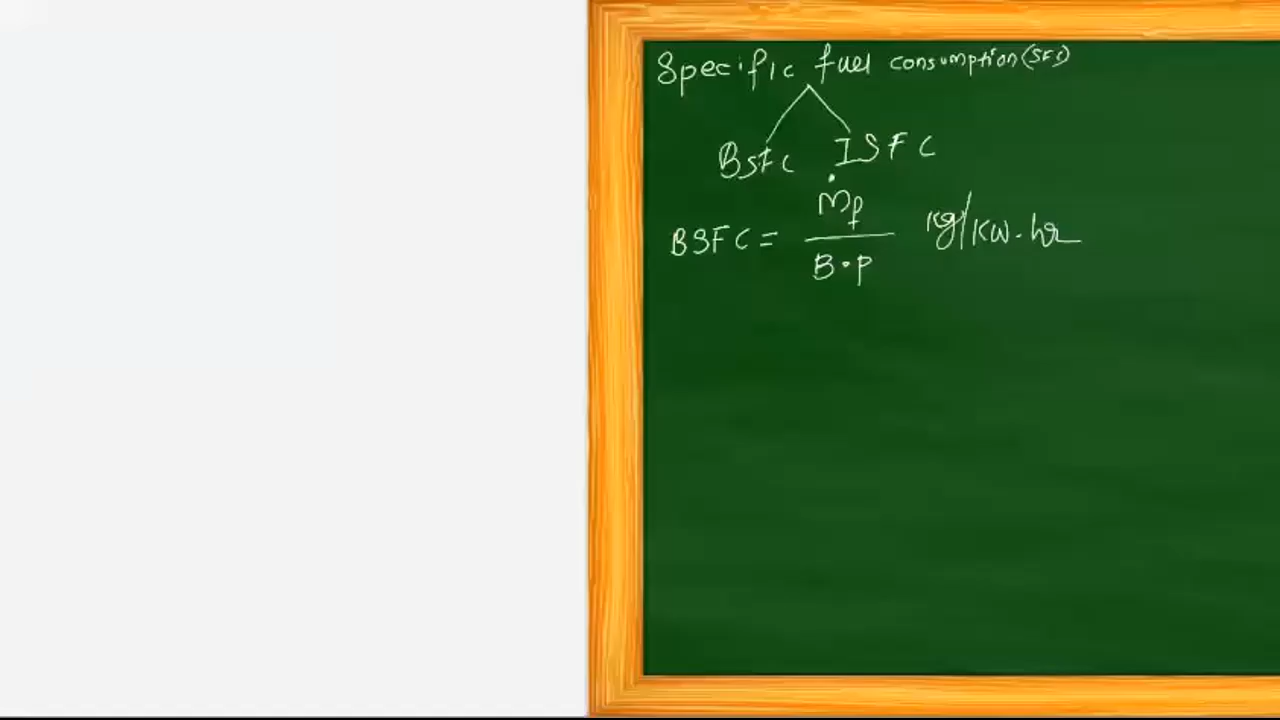 Specific fuel consumption (SFC)
BSFC ISFC
BSFC = ṁf / B.P Kg/KW.hr